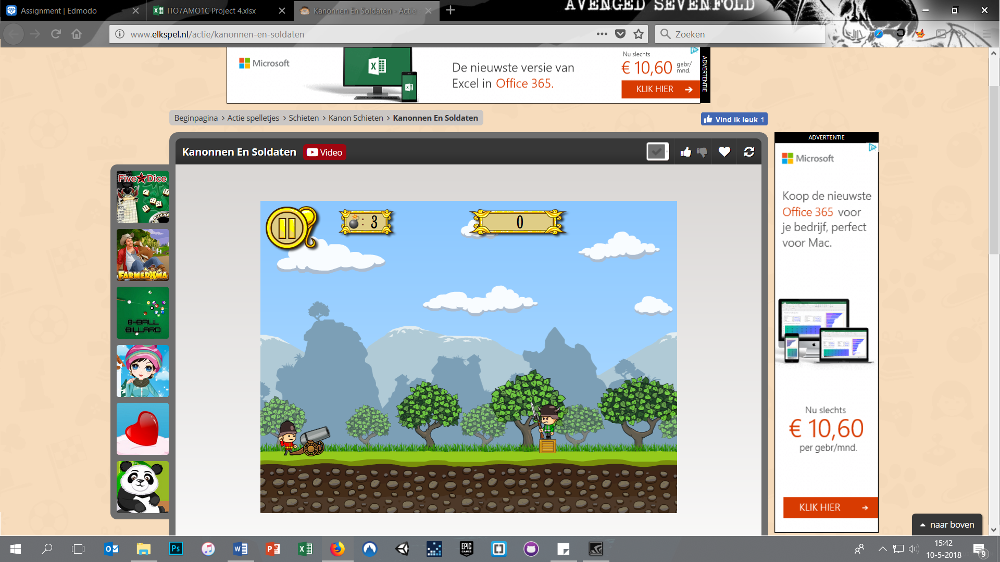 Assignment | Edmodo
ITO7AMO1C Project 4.xlsx
Kanonnen En Soldaten - Actie
AVENGED SEVENFOLD
www.elkspel.nl/actie/kanonnen-en-soldaten
Zoeken
Microsoft
De nieuwste versie van
Excel in Office 365.
Nu slechts
€ 10,60 gebr/
mnd.
KLIK HIER
ADVERTENTIE
Beginpagina > Actie spelletjes > Schieten > Kanon Schieten > Kanonnen En Soldaten
Vind ik leuk 1
Kanonnen En Soldaten
Video
ADVERTENTIE
Microsoft
Koop de nieuwste
Office 365 voor
je bedrijf, perfect
voor Mac.
Nu slechts
€ 10,60
per gebr/mnd.
KLIK HIER
Five Dice
LUCKY
FARMERAMA
8-BALL
BILLARD
: 3
0
naar boven
Ps
EPIC
GAMES
15:42
10-5-2018
9